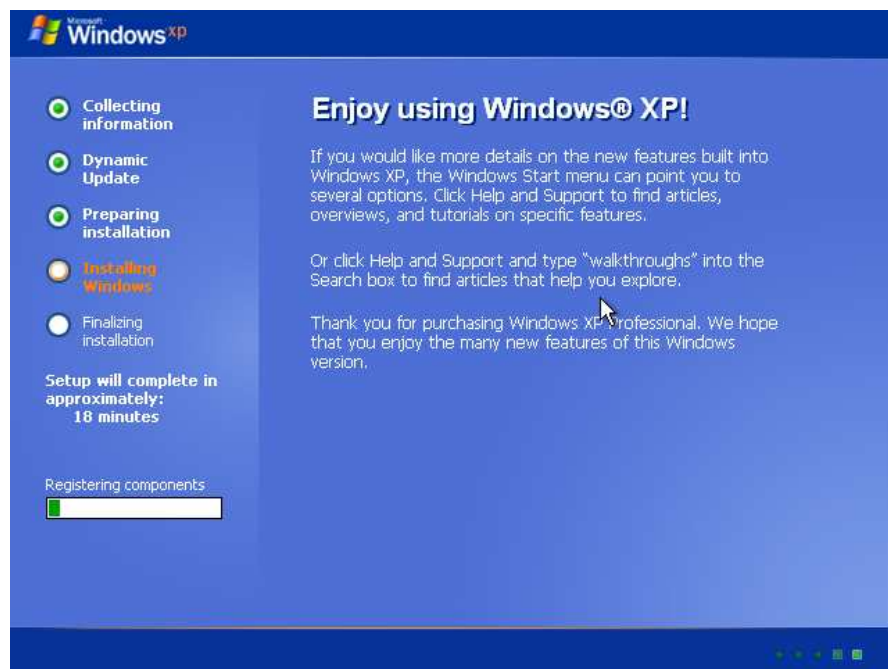 Microsoft
Windows xp
Collecting
information
Dynamic
Update
Preparing
installation
Installing
Windows
Finalizing
installation
Setup will complete in
approximately:
18 minutes
Registering components
Enjoy using Windows® XP!
If you would like more details on the new features built into
Windows XP, the Windows Start menu can point you to
several options. Click Help and Support to find articles,
overviews, and tutorials on specific features.
Or click Help and Support and type “walkthroughs” into the
Search box to find articles that help you explore.
Thank you for purchasing Windows XP Professional. We hope
that you enjoy the many new features of this Windows
version.